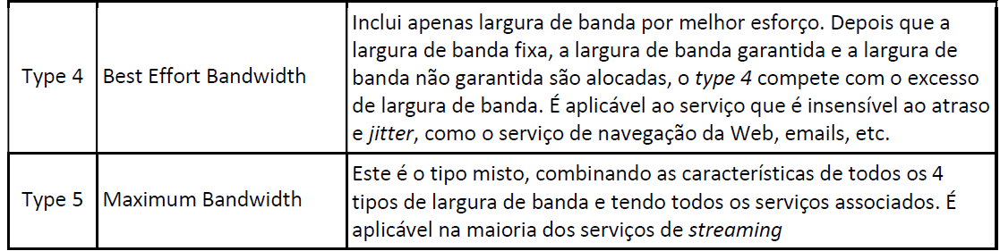 Type 4
Best Effort Bandwidth
Inclui apenas largura de banda por melhor esforço. Depois que a
largura de banda fixa, a largura de banda garantida e a largura de
banda não garantida são alocadas, o type 4 compete com o excesso
de largura de banda. É aplicável ao serviço que é insensível ao atraso
e jitter, como o serviço de navegação da Web, emails, etc.
Type 5
Maximum Bandwidth
Este é o tipo misto, combinando as características de todos os 4
tipos de largura de banda e tendo todos os serviços associados. É
aplicável na maioria dos serviços de streaming